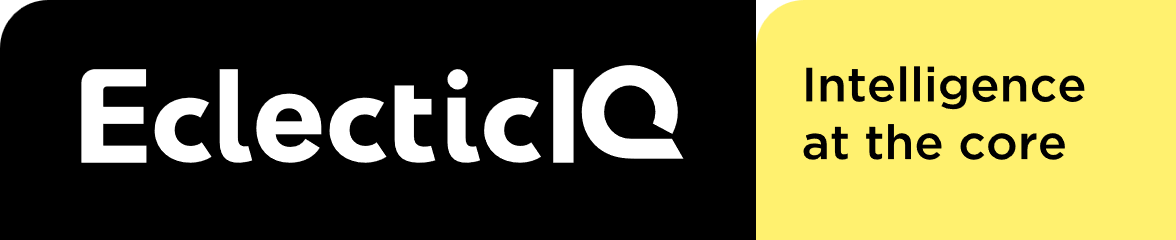 EclecticIQ
Intelligence
at the core